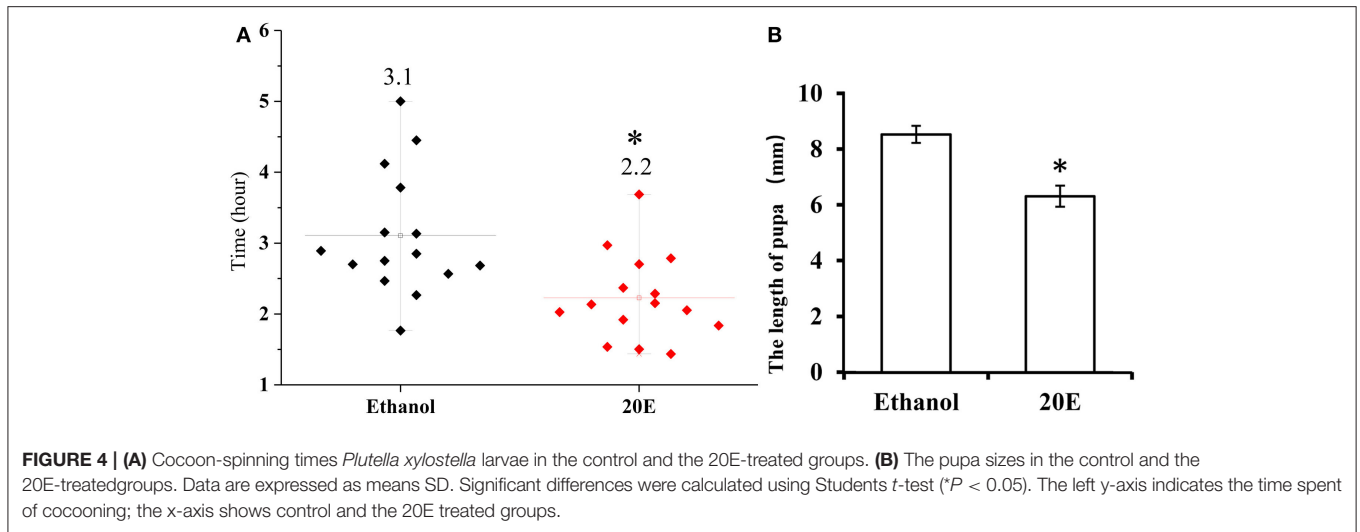 A
B
6
5
4
3
2
1
Time (hour)
3.1
*
2.2
Ethanol
20E
10
8
6
4
2
0
The length of pupa (mm)
*
Ethanol
20E
FIGURE 4 | (A) Cocoon-spinning times Plutella xylostella larvae in the control and the 20E-treated groups. (B) The pupa sizes in the control and the
20E-treatedgroups. Data are expressed as means SD. Significant differences were calculated using Students t-test (*P < 0.05). The left y-axis indicates the time spent
of cocooning; the x-axis shows control and the 20E treated groups.